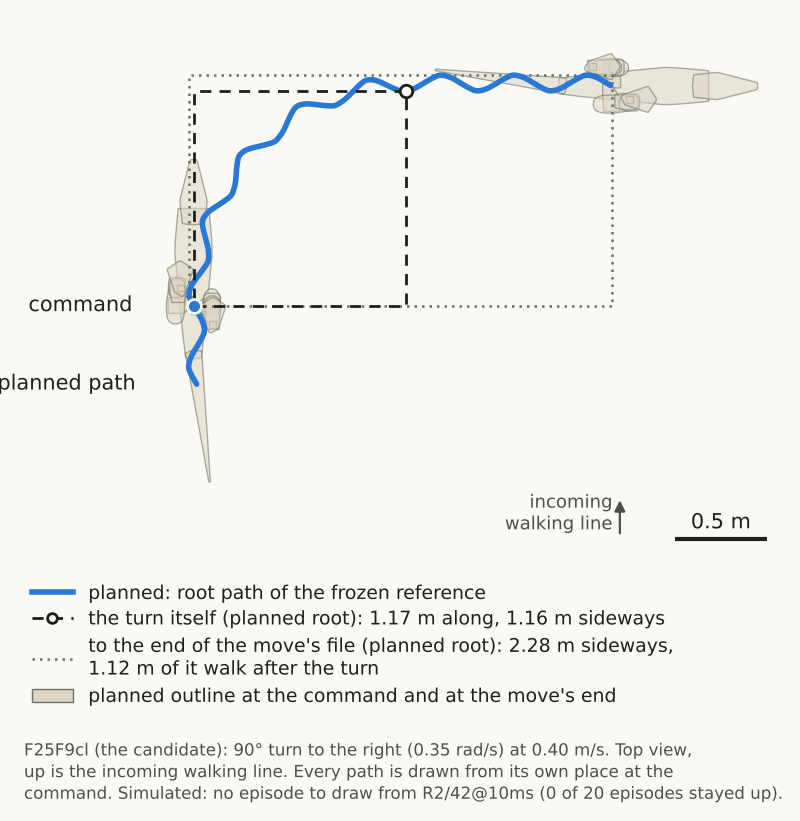 command
planned path
incoming
walking line
0.5 m
planned: root path of the frozen reference
the turn itself (planned root): 1.17 m along, 1.16 m sideways
to the end of the move's file (planned root): 2.28 m sideways,
1.12 m of it walk after the turn
planned outline at the command and at the move's end
F25F9cl (the candidate): 90° turn to the right (0.35 rad/s) at 0.40 m/s. Top view,
up is the incoming walking line. Every path is drawn from its own place at the
command. Simulated: no episode to draw from R2/42@10ms (0 of 20 episodes stayed up).